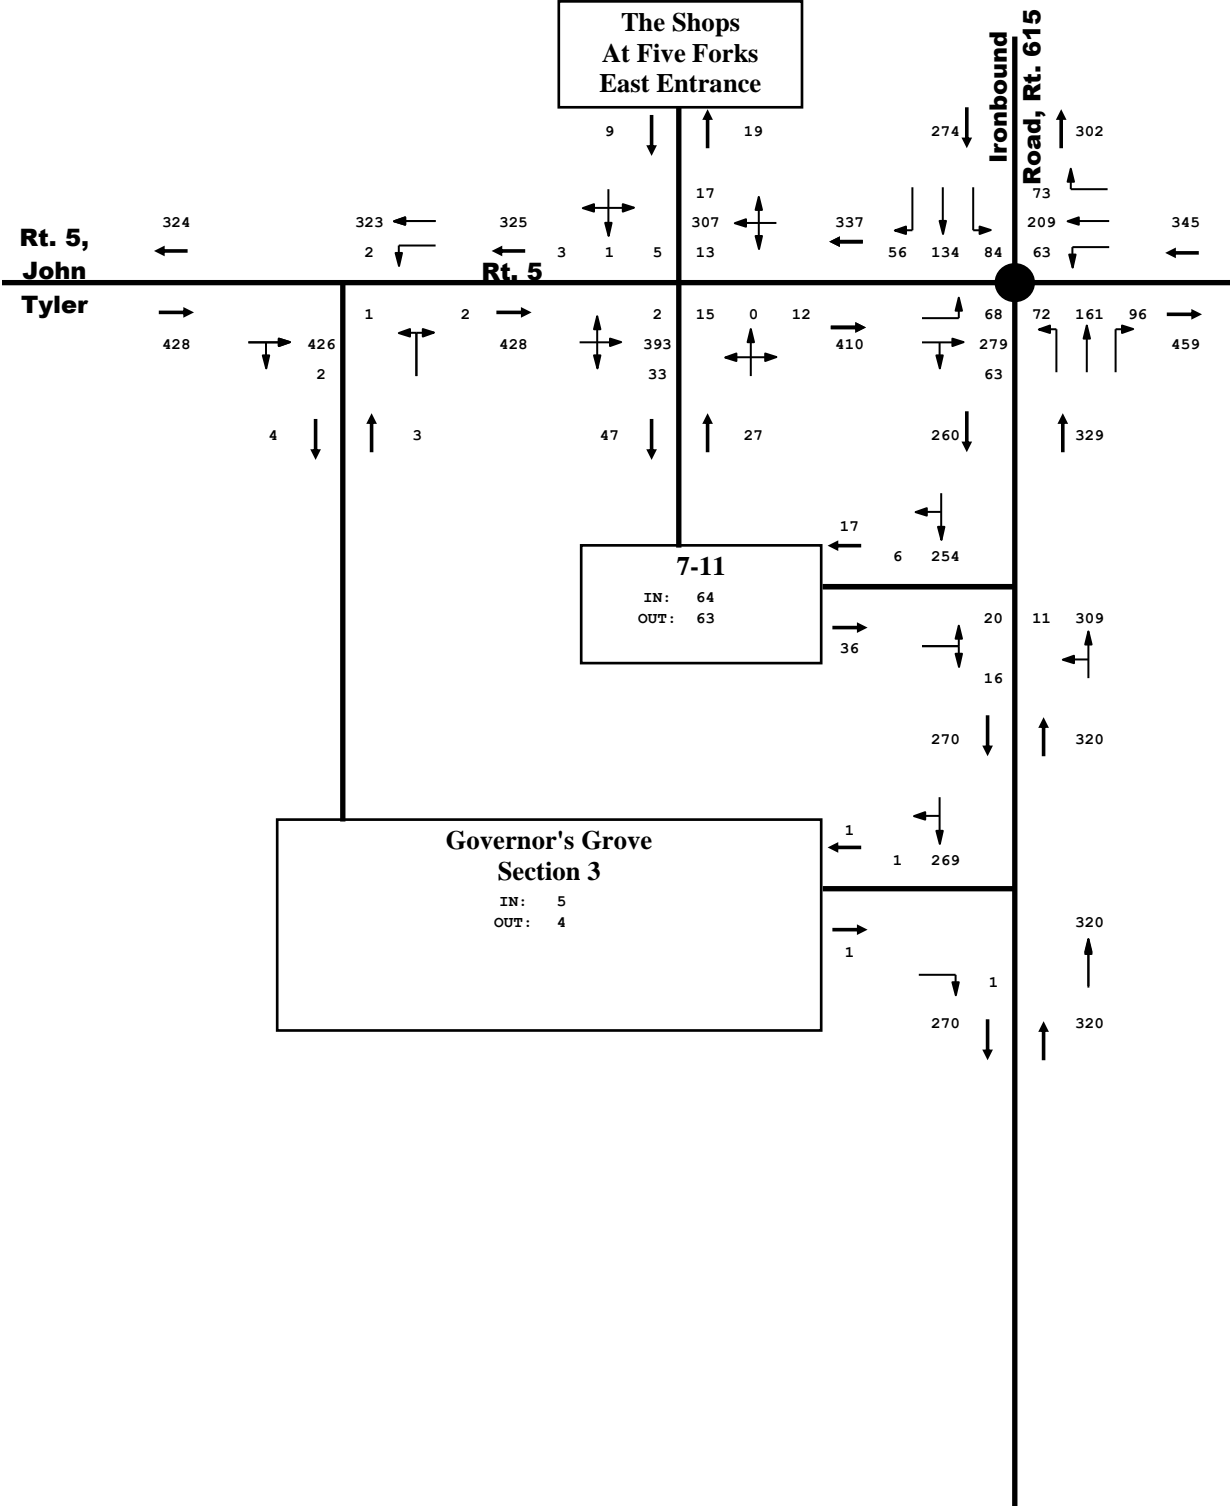 The Shops
At Five Forks
East Entrance
Ironbound
Road, Rt. 615
9 19 274 302
17 73
324 323 325 307 337 209 345
Rt. 5,
2 3 1 5 13 56 134 84 63
John
Rt. 5
Tyler
1 2 2 15 0 12 68 72 161 96
428 426 428 393 410 279 459
2 33 63
4 3 47 27 260 329
17
6 254
7-11
IN: 64
OUT: 63
20 11 309
36
16
270 320
1
Governor's Grove
1 269
Section 3
IN: 5
OUT: 4
320
1
1
270 320